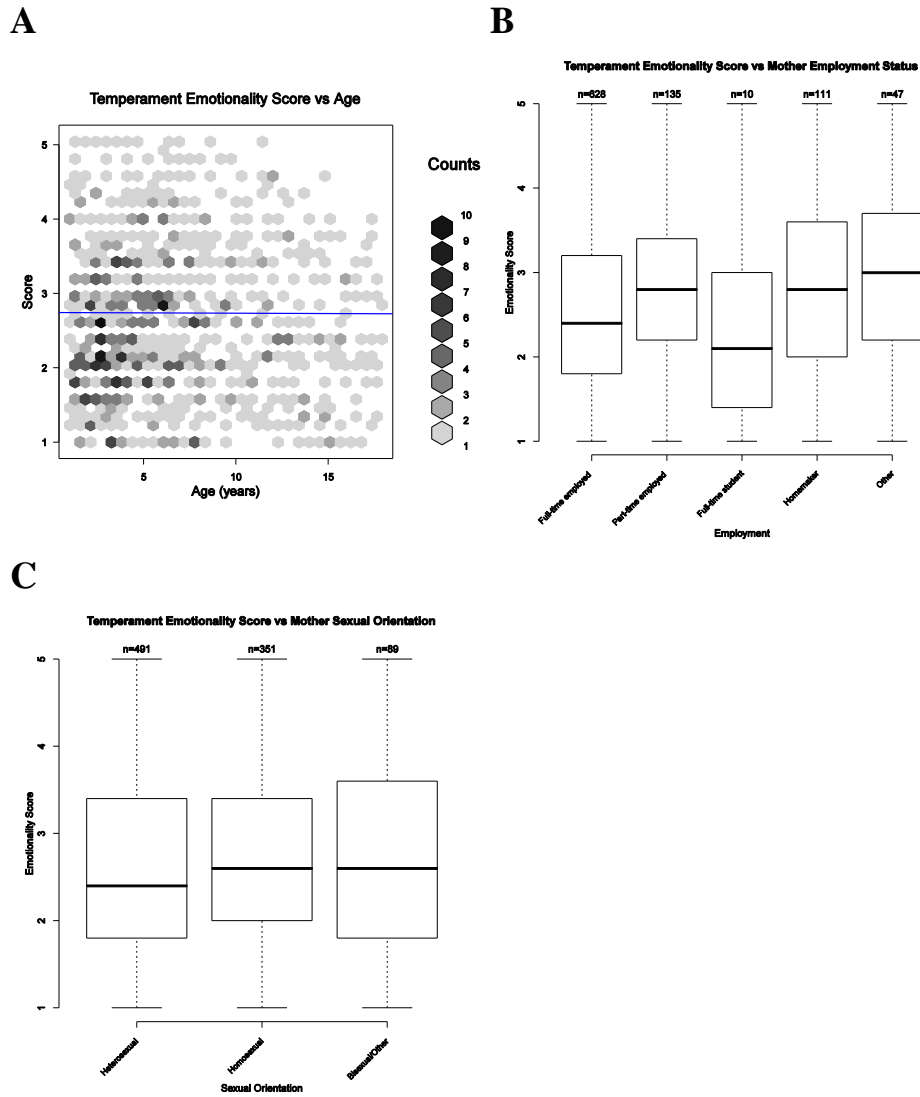 A
Temperament Emotionality Score vs Age
Score
5
4
3
2
1
5
10
15
Age (years)
Counts
10
9
8
7
6
5
4
3
2
1
B
Temperament Emotionality Score vs Mother Employment Status
n=628
n=135
n=10
n=111
n=47
Emotionality Score
5
4
3
2
1
Full-time employed
Part-time employed
Full-time student
Homemaker
Other
Employment
C
Temperament Emotionality Score vs Mother Sexual Orientation
n=491
n=351
n=89
Emotionality Score
5
4
3
2
1
Heterosexual
Homosexual
Bisexual/Other
Sexual Orientation